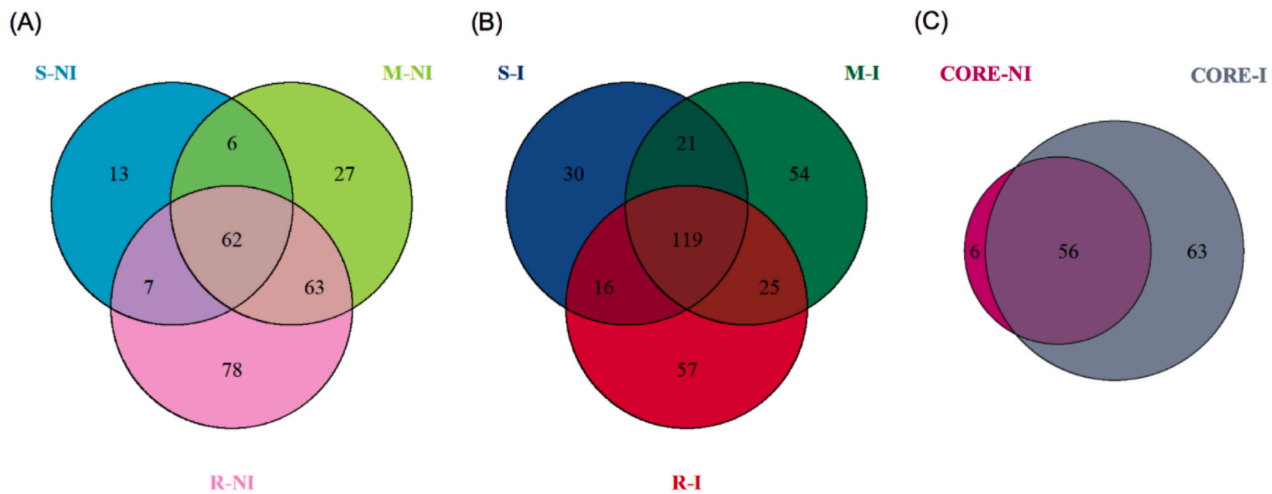 (A)
S-NI
M-NI
13
6
27
62
7
63
78
R-NI
(B)
S-I
M-I
30
21
54
119
16
25
57
R-I
(C)
CORE-NI
CORE-I
6
56
63